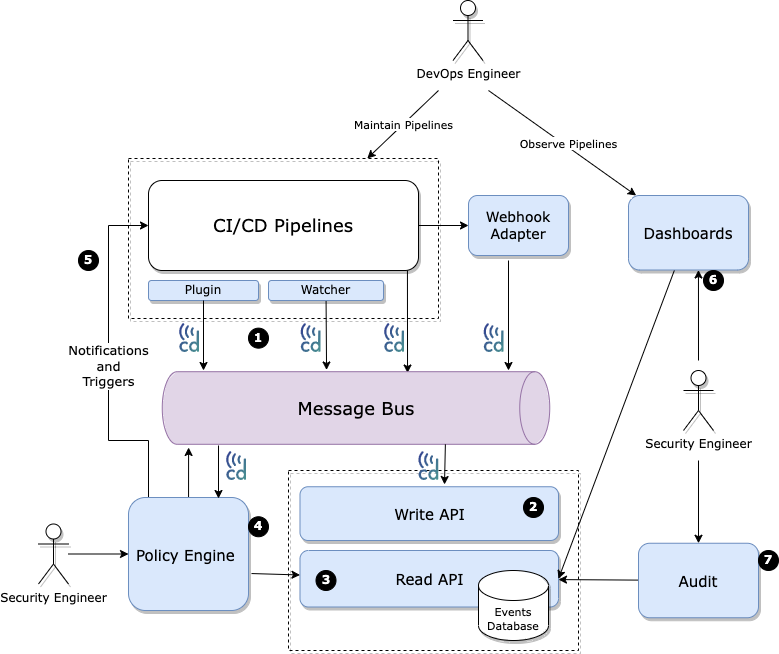 DevOps Engineer
Maintain Pipelines
Observe Pipelines
CI/CD Pipelines
Webhook
Adapter
Dashboards
5
6
Plugin
Watcher
cd
1
cd
cd
cd
Notifications
and
Triggers
Message Bus
Security Engineer
cd
cd
2
Write API
4
Policy Engine
3
Read API
7
Audit
Security Engineer
Events
Database